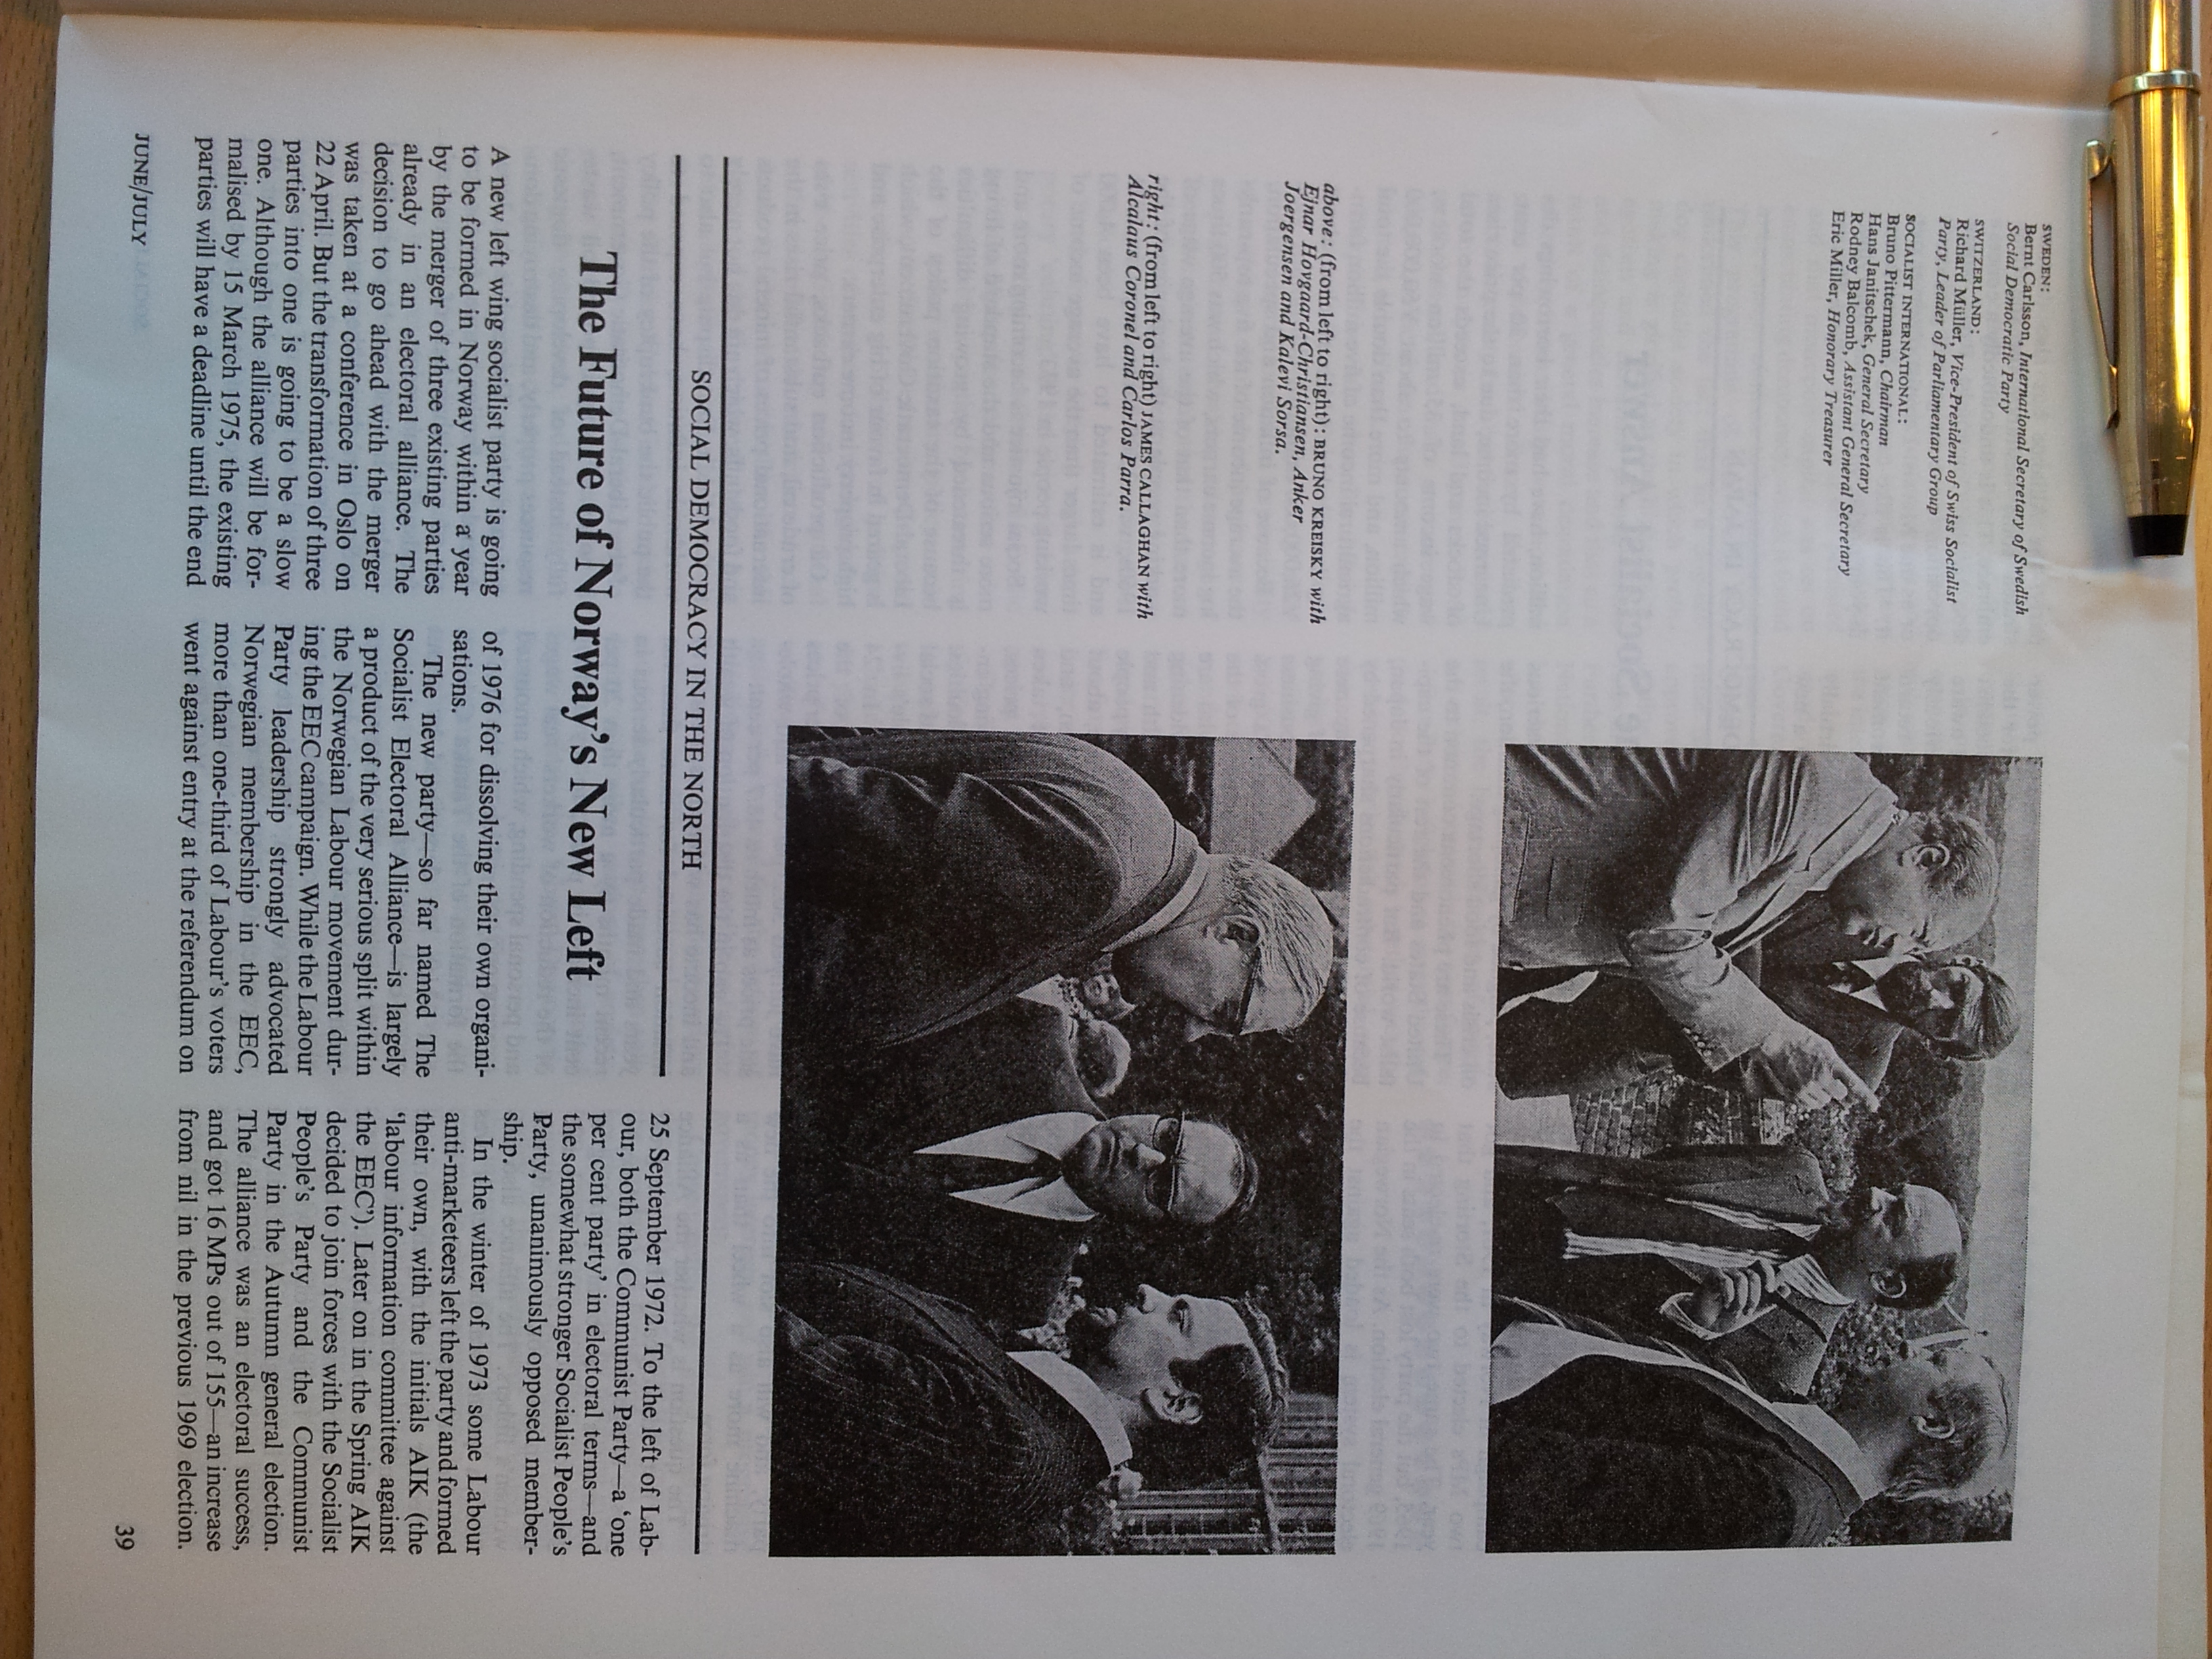 SWEDEN:
Bernt Carlsson, International Secretary of Swedish
Social Democratic Party
SWITZERLAND:
Richard Müller, Vice-President of Swiss Socialist
Party, Leader of Parliamentary Group
SOCIALIST INTERNATIONAL:
Bruno Pittermann, Chairman
Hans Janitschek, General Secretary
Rodney Balcomb, Assistant General Secretary
Eric Miller, Honorary Treasurer
above: (from left to right): BRUNO KREISKY with
Ejnar Hovgaard-Christiansen, Anker
Joergensen and Kalevi Sorsa.
right: (from left to right) JAMES CALLAGHAN with
Alcalaus Coronel and Carlos Parra.
SOCIAL DEMOCRACY IN THE NORTH
The Future of Norway's New Left
A new left wing socialist party is going
to be formed in Norway within a year
by the merger of three existing parties
already in an electoral alliance. The
decision to go ahead with the merger
was taken at a conference in Oslo on
22 April. But the transformation of three
parties into one is going to be a slow
one. Although the alliance will be for-
malised by 15 March 1975, the existing
parties will have a deadline until the end
of 1976 for dissolving their own organi-
sations.
The new party—so far named The
Socialist Electoral Alliance—is largely
a product of the very serious split within
the Norwegian Labour movement dur-
ing the EEC campaign. While the Labour
Party leadership strongly advocated
Norwegian membership in the EEC,
more than one-third of Labour's voters
went against entry at the referendum on
25 September 1972. To the left of Lab-
our, both the Communist Party—a 'one
per cent party' in electoral terms—and
the somewhat stronger Socialist People's
Party, unanimously opposed member-
ship.
In the winter of 1973 some Labour
anti-marketeers left the party and formed
their own, with the initials AIK (the
'labour information committee against
the EEC'). Later on in the Spring AIK
decided to join forces with the Socialist
People's Party and the Communist
Party in the Autumn general election.
The alliance was an electoral success,
and got 16 MPs out of 155—an increase
from nil in the previous 1969 election.
JUNE/JULY
39